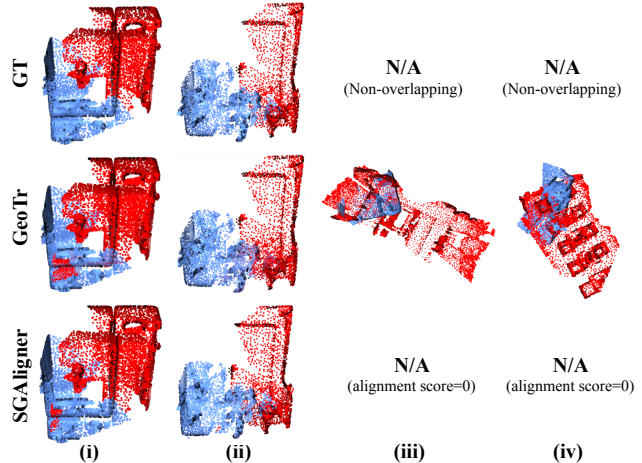 GT
N/A
(Non-overlapping)
N/A
(Non-overlapping)
GeoTr
SGAligner
N/A
(alignment score=0)
N/A
(alignment score=0)
(i)
(ii)
(iii)
(iv)